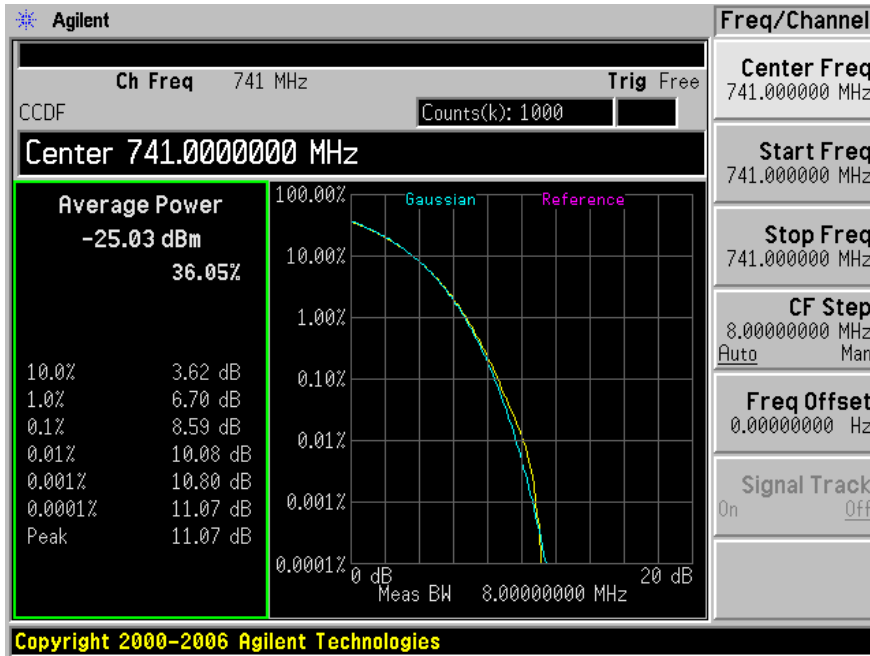 Agilent
Freq/Channel
Ch Freq 741 MHz Trig Free
CCDF
Counts(k): 1000
Center 741.0000000 MHz
Average Power
-25.03 dBm
36.05%
10.0% 3.62 dB
1.0% 6.70 dB
0.1% 8.59 dB
0.01% 10.08 dB
0.001% 10.80 dB
0.0001% 11.07 dB
Peak 11.07 dB
Gaussian Reference
100.00%
10.00%
1.00%
0.10%
0.01%
0.001%
0.0001%
0 dB 20 dB
Meas BW 8.00000000 MHz
Center Freq
741.000000 MHz
Start Freq
741.000000 MHz
Stop Freq
741.000000 MHz
CF Step
8.00000000 MHz
Auto Man
Freq Offset
0.00000000 Hz
Signal Track
On Off
Copyright 2000-2006 Agilent Technologies